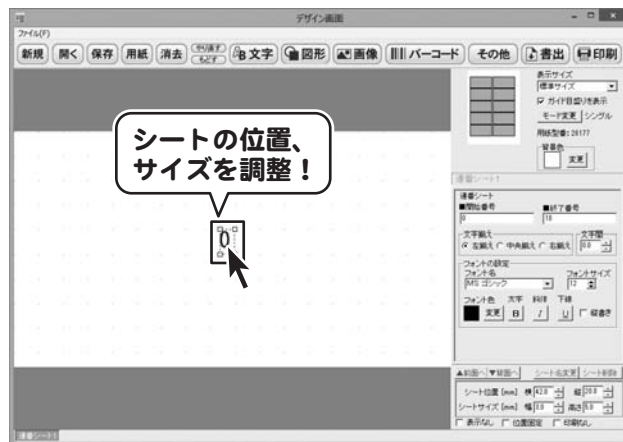 デザイン画面
ファイル(F)
新規 開く 保存 用紙 消去 やり直す もどす B文字 図形 画像 バーコード その他 書出 印刷
表示サイズ
標準サイズ
ガイド目盛りを表示
モード変更 シングル
用紙型番:28177
背景色
変更
シートの位置、
サイズを調整!
0
連番シート1
連番シート
■開始番号 ■終了番号
0 18
文字揃え 文字間
左揃え 中央揃え 右揃え 0.0
フォントの設定
フォント名 フォントサイズ
MS ゴシック 12
フォント色 太字 斜体 下線
変更 B I U 縦書き
▲前面へ ▼背面へ シート名変更 シート削除
シート位置 [mm] 横 42.0 縦 20.0
シートサイズ [mm] 幅 高さ 5.0
表示なし 位置固定 印刷なし
連番シート1